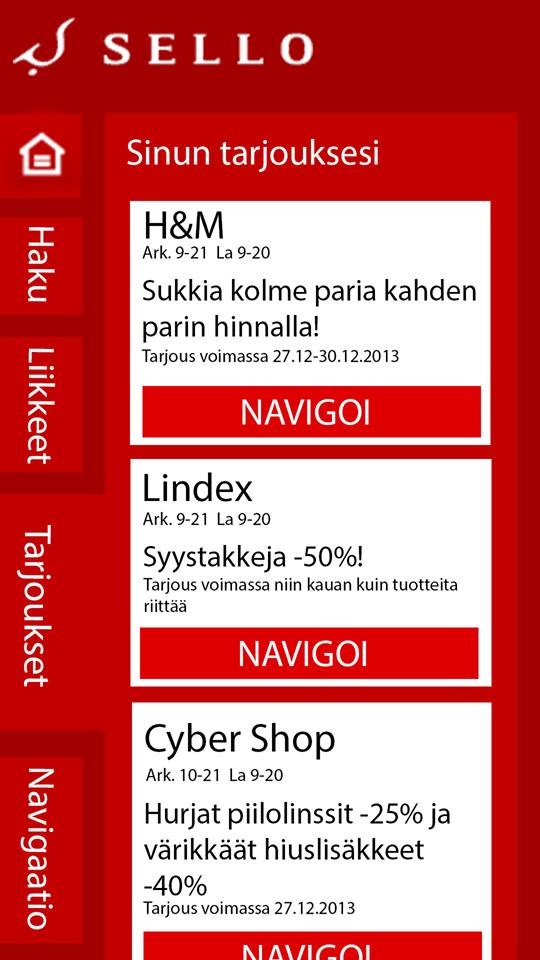 SELLO
Haku
Liikkeet
Tarjoukset
Navigaatio
Sinun tarjouksesi
H&M
Ark. 9-21 La 9-20
Sukkia kolme paria kahden
parin hinnalla!
Tarjous voimassa 27.12-30.12.2013
NAVIGOI
Lindex
Ark. 9-21 La 9-20
Syystakkeja -50%!
Tarjous voimassa niin kauan kuin tuotteita
riittää
NAVIGOI
Cyber Shop
Ark. 10-21 La 9-20
Hurjat piilolinssit -25% ja
värikkäät hiuslisäkkeet
-40%
Tarjous voimassa 27.12.2013
NAVIGOI